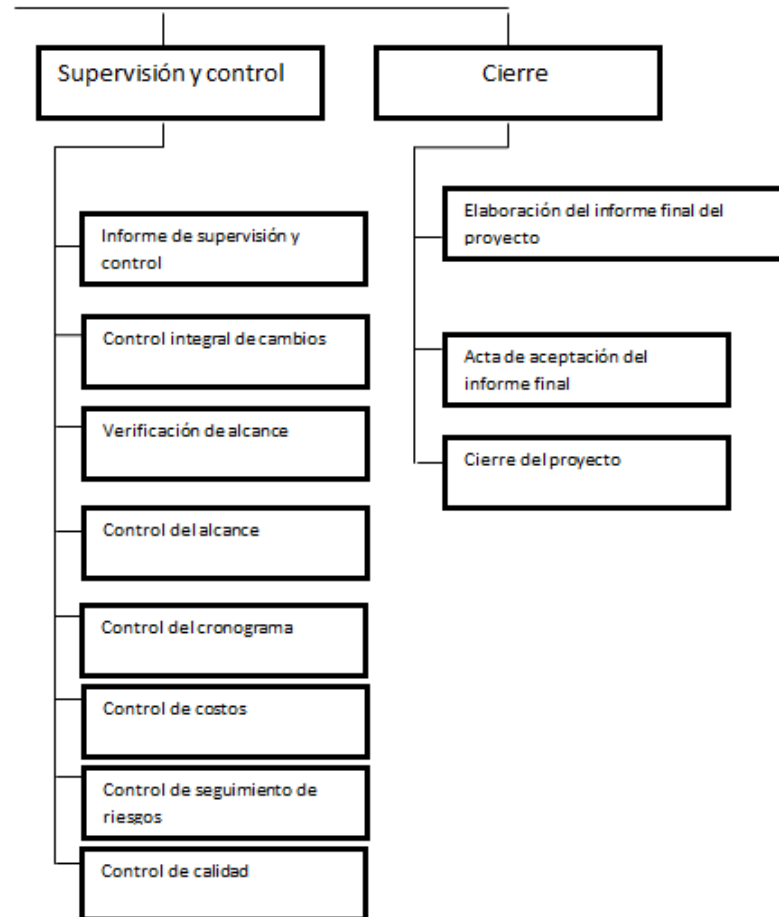 Supervisión y control
Cierre
Informe de supervisión y
control
Control integral de cambios
Verificación de alcance
Control del alcance
Control del cronograma
Control de costos
Control de seguimiento de
riesgos
Control de calidad
Elaboración del informe final del
proyecto
Acta de aceptación del
informe final
Cierre del proyecto